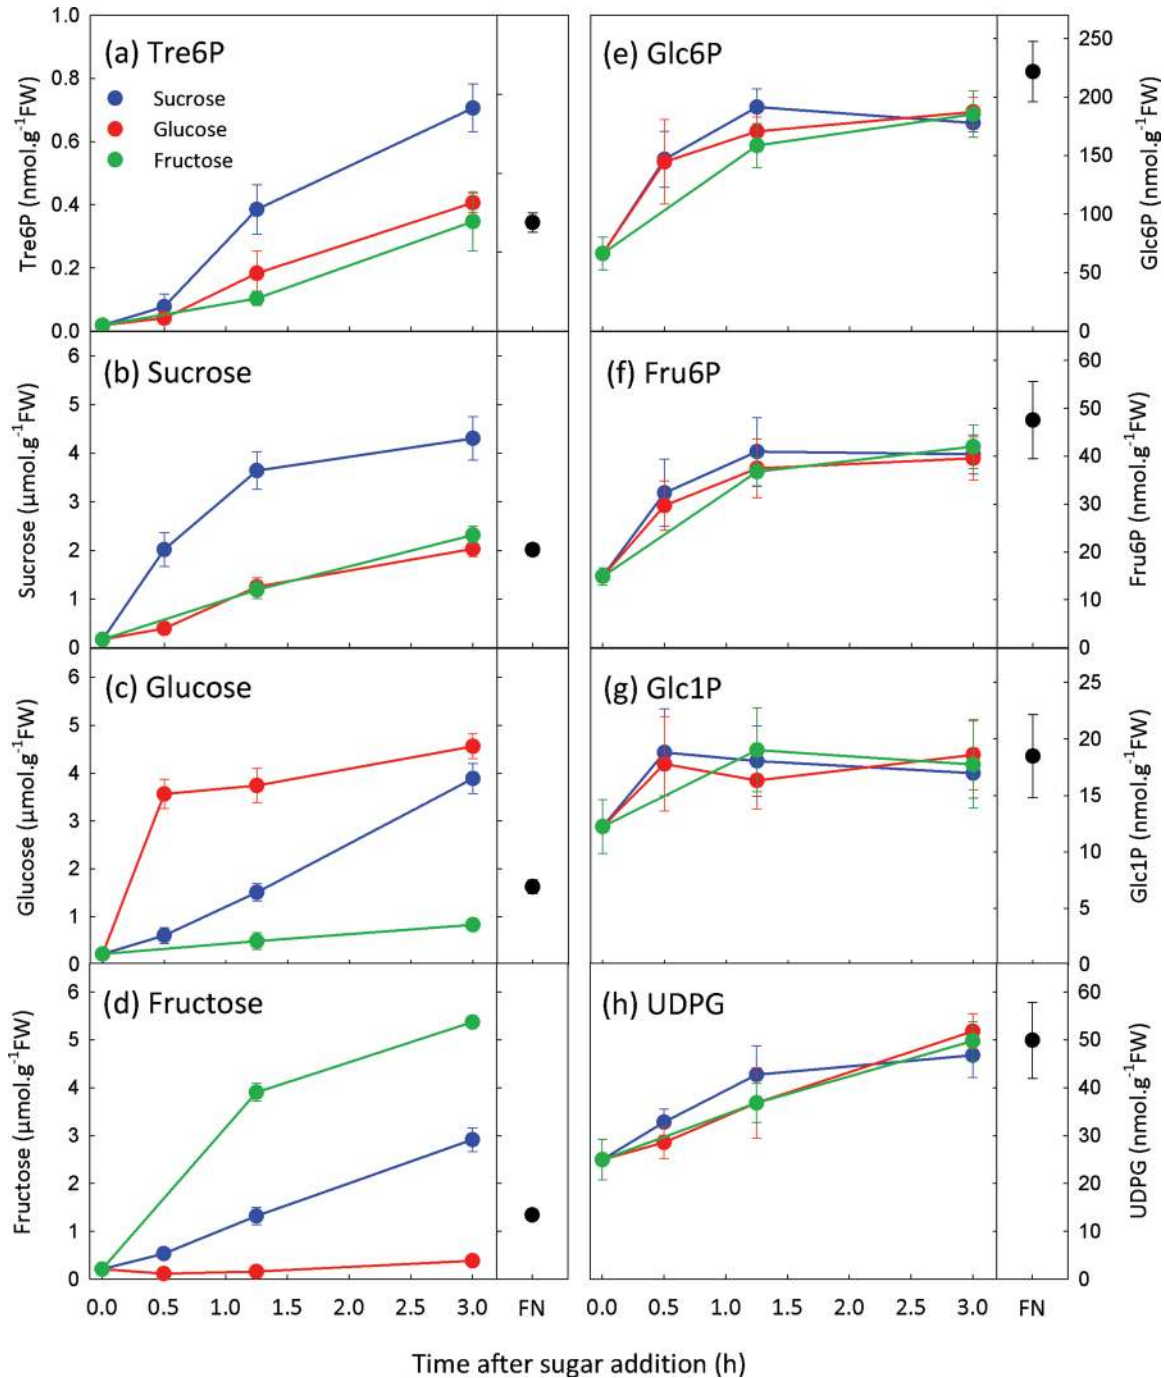 (a) Tre6P
Sucrose
Glucose
Fructose
Tre6P (nmol.g⁻¹FW)
1.0
0.8
0.6
0.4
0.2
0.0
(b) Sucrose
Sucrose (µmol.g⁻¹FW)
6
5
4
3
2
1
0
(c) Glucose
Glucose (µmol.g⁻¹FW)
6
5
4
3
2
1
0
(d) Fructose
Fructose (µmol.g⁻¹FW)
6
5
4
3
2
1
0
0.0 0.5 1.0 1.5 2.0 2.5 3.0 FN
(e) Glc6P
Glc6P (nmol.g⁻¹FW)
250
200
150
100
50
0
(f) Fru6P
Fru6P (nmol.g⁻¹FW)
60
50
40
30
20
10
0
(g) Glc1P
Glc1P (nmol.g⁻¹FW)
25
20
15
10
5
0
(h) UDPG
UDPG (nmol.g⁻¹FW)
60
50
40
30
20
10
0
0.0 0.5 1.0 1.5 2.0 2.5 3.0 FN
Time after sugar addition (h)